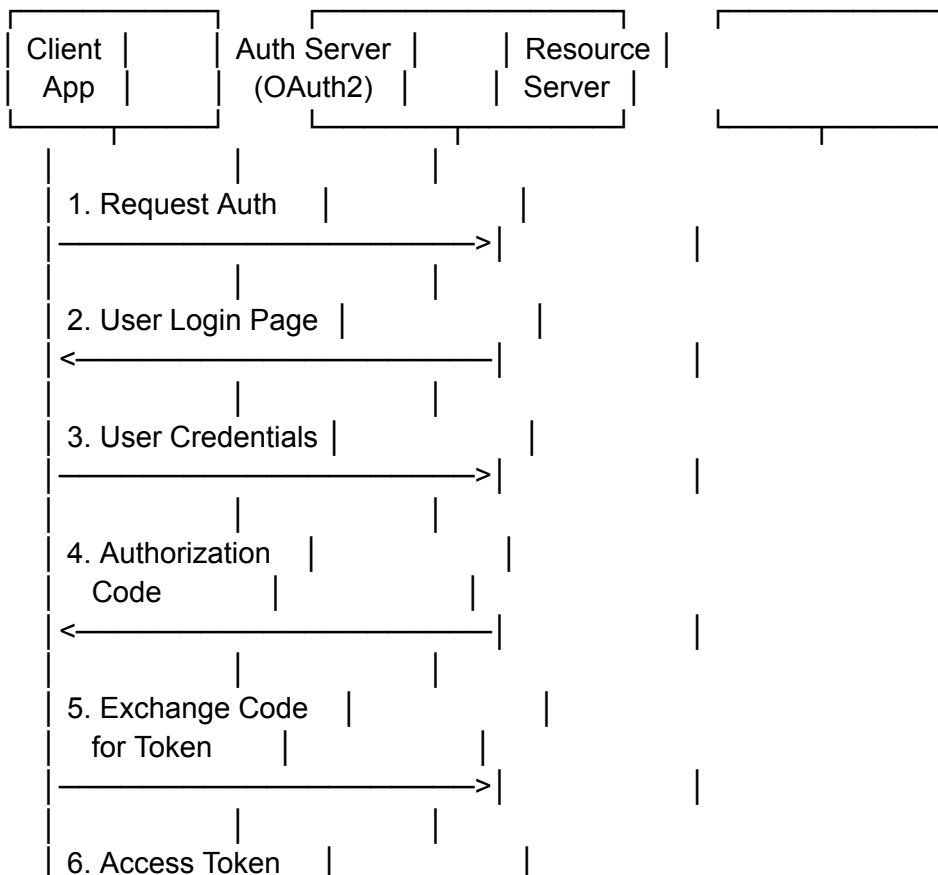 Client Auth Server Resource
App (OAuth2) Server
1. Request Auth
2. User Login Page
3. User Credentials
4. Authorization
Code
5. Exchange Code
for Token
6. Access Token